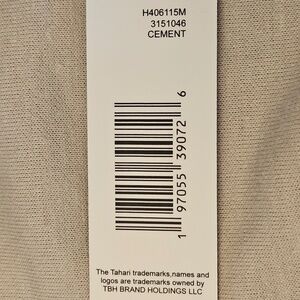 H406115M
3151046
CEMENT
1 97055 39072 6
The Tahari trademarks,names and
logos are trademarks owned by
TBH BRAND HOLDINGS LLC